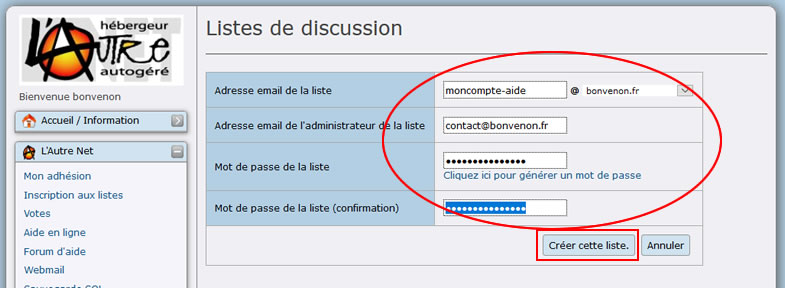 hébergeur
L'AUTRE
autogéré
Bienvenue bonvenon
Accueil / Information
L'Autre Net
Mon adhésion
Inscription aux listes
Votes
Aide en ligne
Forum d'aide
Webmail
Sauvegarde SQL
Listes de discussion
Adresse email de la liste
moncompte-aide @ bonvenon.fr
Adresse email de l'administrateur de la liste
contact@bonvenon.fr
Mot de passe de la liste
•••••••••••••••
Cliquez ici pour générer un mot de passe
Mot de passe de la liste (confirmation)
•••••••••••••••
Créer cette liste.
Annuler